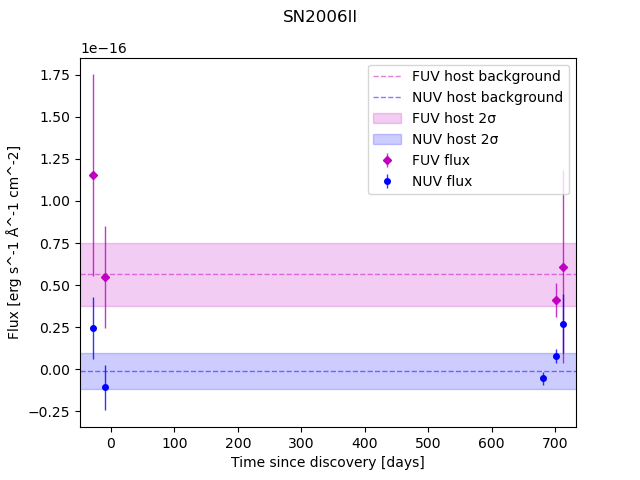 SN2006II
1e−16
1.75
1.50
1.25
1.00
0.75
0.50
0.25
0.00
−0.25
Flux [erg s^-1 Å^-1 cm^-2]
FUV host background
NUV host background
FUV host 2σ
NUV host 2σ
FUV flux
NUV flux
0 100 200 300 400 500 600 700
Time since discovery [days]